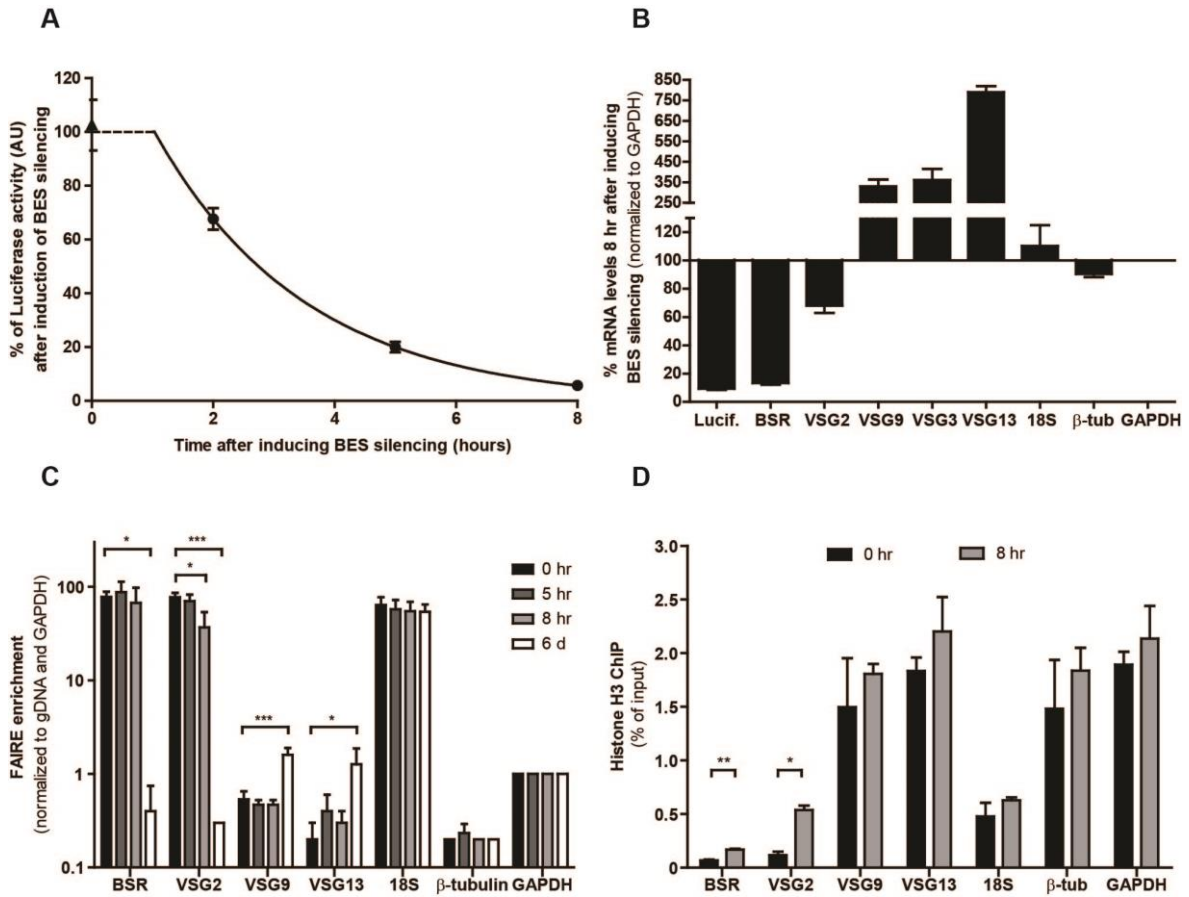 A
% of Luciferase activity (AU)
after induction of BES silencing
120
100
80
60
40
20
0
0
2
4
6
8
Time after inducing BES silencing (hours)
B
% mRNA levels 8 hr after inducing
BES silencing (normalized to GAPDH)
850
750
650
550
450
350
250
120
100
80
60
40
20
0
Lucif.
BSR
VSG2
VSG9
VSG3
VSG13
18S
β-tub
GAPDH
C
FAIRE enrichment
(normalized to gDNA and GAPDH)
100
10
1
0.1
*
***
*
***
*
0 hr
5 hr
8 hr
6 d
BSR
VSG2
VSG9
VSG13
18S
β-tubulin
GAPDH
D
Histone H3 ChIP
(% of input)
3.0
2.5
2.0
1.5
1.0
0.5
0
0 hr
8 hr
**
*
BSR
VSG2
VSG9
VSG13
18S
β-tub
GAPDH